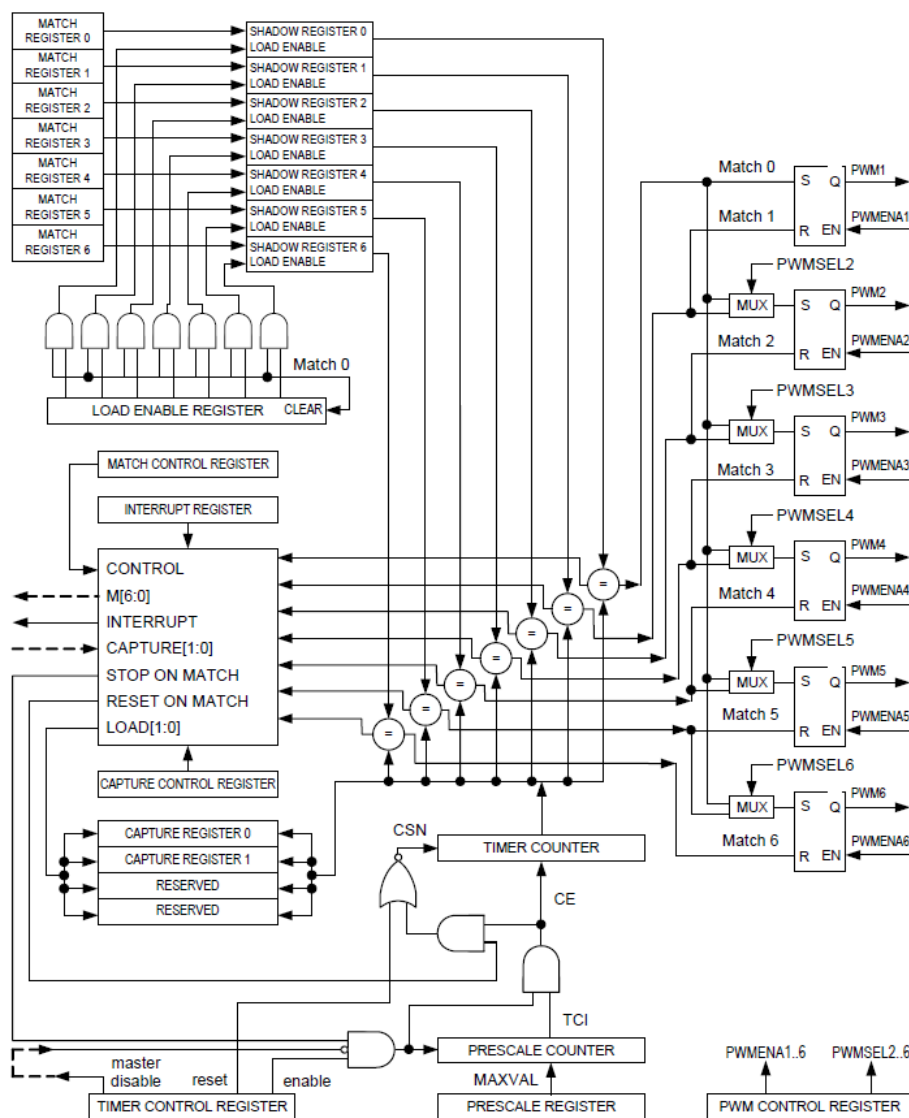 MATCH
REGISTER 0
MATCH
REGISTER 1
MATCH
REGISTER 2
MATCH
REGISTER 3
MATCH
REGISTER 4
MATCH
REGISTER 5
MATCH
REGISTER 6
SHADOW REGISTER 0
LOAD ENABLE
SHADOW REGISTER 1
LOAD ENABLE
SHADOW REGISTER 2
LOAD ENABLE
SHADOW REGISTER 3
LOAD ENABLE
SHADOW REGISTER 4
LOAD ENABLE
SHADOW REGISTER 5
LOAD ENABLE
SHADOW REGISTER 6
LOAD ENABLE
Match 0
LOAD ENABLE REGISTER CLEAR
MATCH CONTROL REGISTER
INTERRUPT REGISTER
CONTROL
M[6:0]
INTERRUPT
CAPTURE[1:0]
STOP ON MATCH
RESET ON MATCH
LOAD[1:0]
CAPTURE CONTROL REGISTER
CAPTURE REGISTER 0
CAPTURE REGISTER 1
RESERVED
RESERVED
=
=
=
=
=
=
=
Match 0
S Q PWM1
Match 1
R EN PWMENA1
PWMSEL2
MUX
S Q PWM2
Match 2
R EN PWMENA2
PWMSEL3
MUX
S Q PWM3
Match 3
R EN PWMENA3
PWMSEL4
MUX
S Q PWM4
Match 4
R EN PWMENA4
PWMSEL5
MUX
S Q PWM5
Match 5
R EN PWMENA5
PWMSEL6
MUX
S Q PWM6
Match 6
R EN PWMENA6
CSN
TIMER COUNTER
CE
TCI
PRESCALE COUNTER
MAXVAL
PRESCALE REGISTER
master
disable
reset
enable
TIMER CONTROL REGISTER
PWMENA1..6 PWMSEL2..6
PWM CONTROL REGISTER